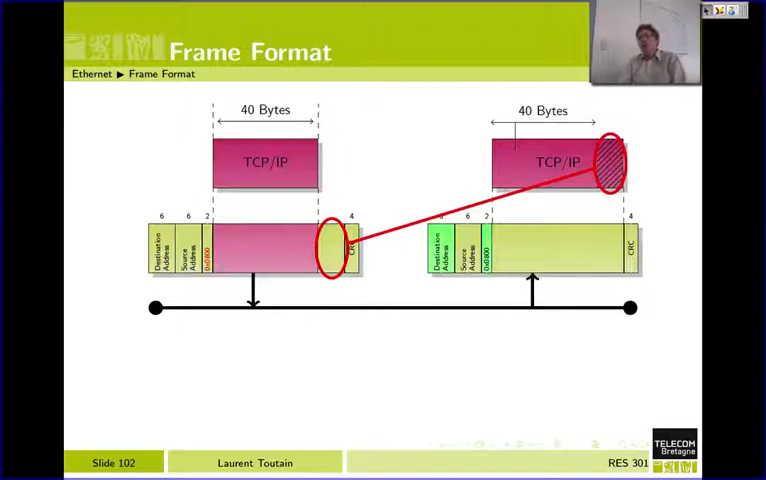 Frame Format
Ethernet ▶ Frame Format
40 Bytes
40 Bytes
TCP/IP
TCP/IP
6 6 2 4
6 2 4
Destination Address
Source Address
0x0800
Destination Address
Source Address
0x0800
CRC
Slide 102
Laurent Toutain
RES 301
TELECOM
Bretagne